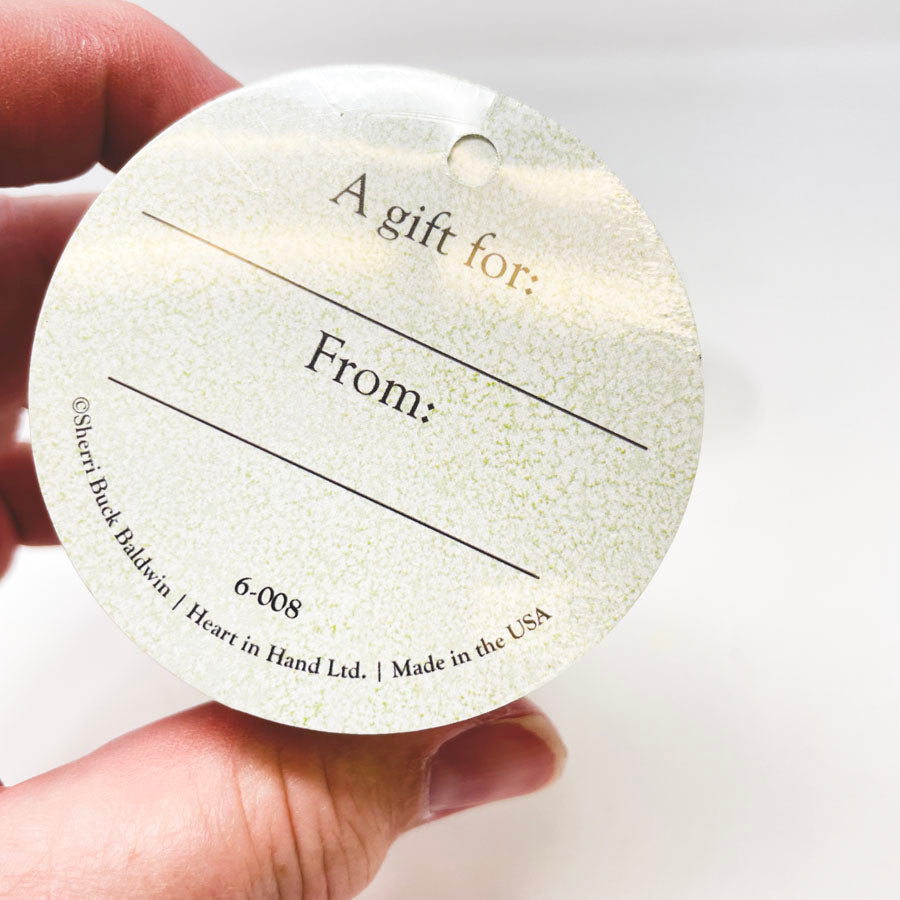 A gift for:
From:
6-008
©Sherri Buck Baldwin | Heart in Hand Ltd. | Made in the USA